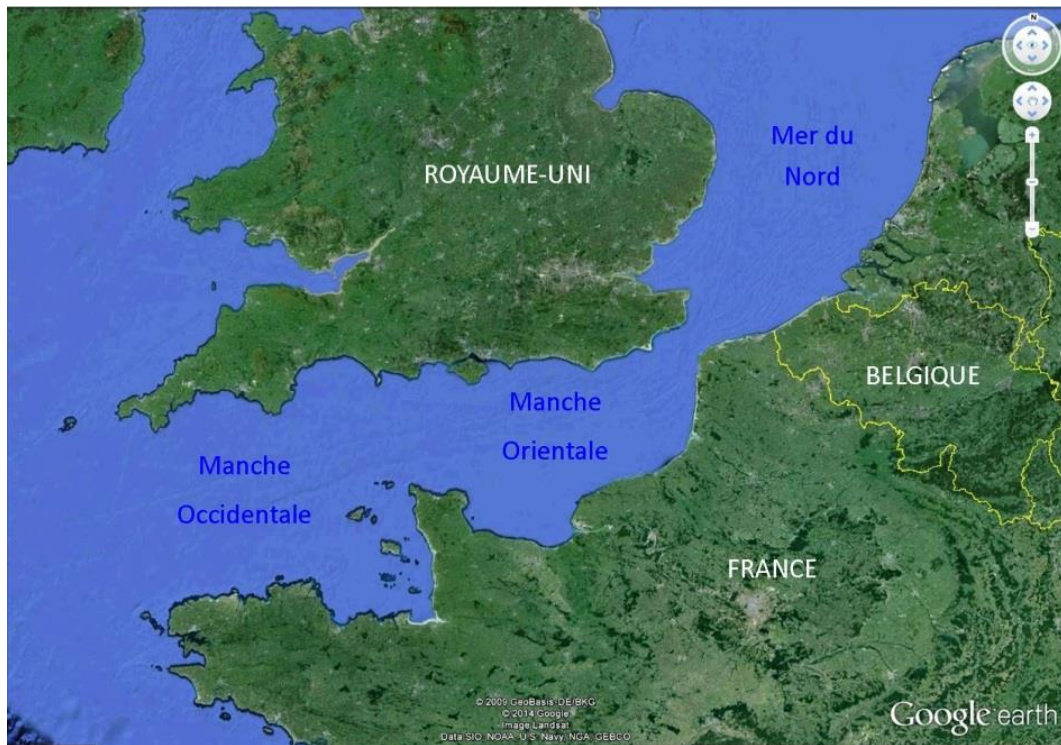 N
Mer du
Nord
ROYAUME-UNI
BELGIQUE
Manche
Orientale
Manche
Occidentale
FRANCE
© 2009 GeoBasis-DE/BKG
© 2014 Google
Image Landsat
Data SIO, NOAA, U.S. Navy, NGA, GEBCO
Google earth